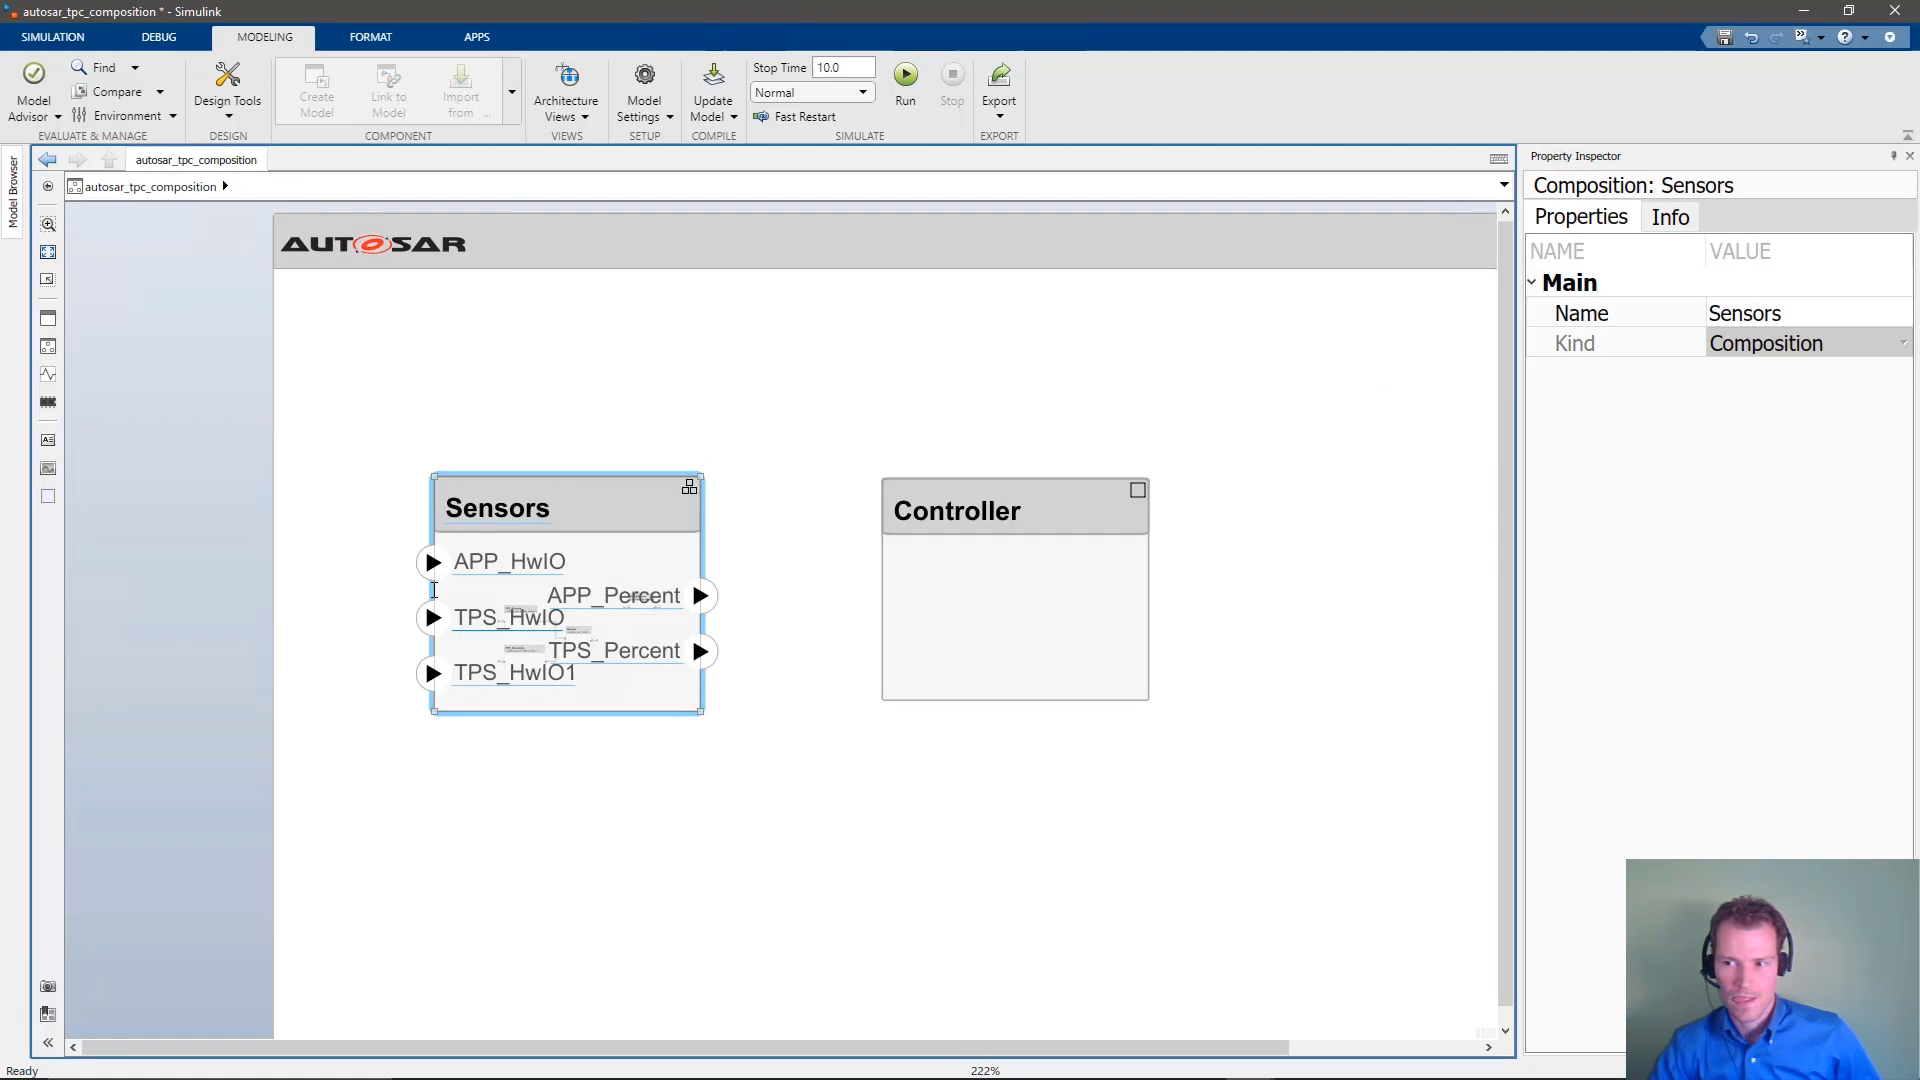 autosar_tpc_composition * - Simulink
SIMULATION DEBUG MODELING FORMAT APPS
Model Advisor
Find
Compare
Environment
EVALUATE & MANAGE
Design Tools
DESIGN
Create Model
Link to Model
Import from ...
COMPONENT
Architecture Views
VIEWS
Model Settings
SETUP
Update Model
COMPILE
Stop Time 10.0
Normal
Fast Restart
Run
Stop
SIMULATE
Export
EXPORT
Model Browser
autosar_tpc_composition
autosar_tpc_composition
AUTOSAR
Sensors
APP_HwIO
APP_Percent
TPS_HwIO
TPS_Percent
TPS_HwIO1
Controller
Property Inspector
Composition: Sensors
Properties Info
NAME VALUE
Main
Name Sensors
Kind Composition
Ready
222%